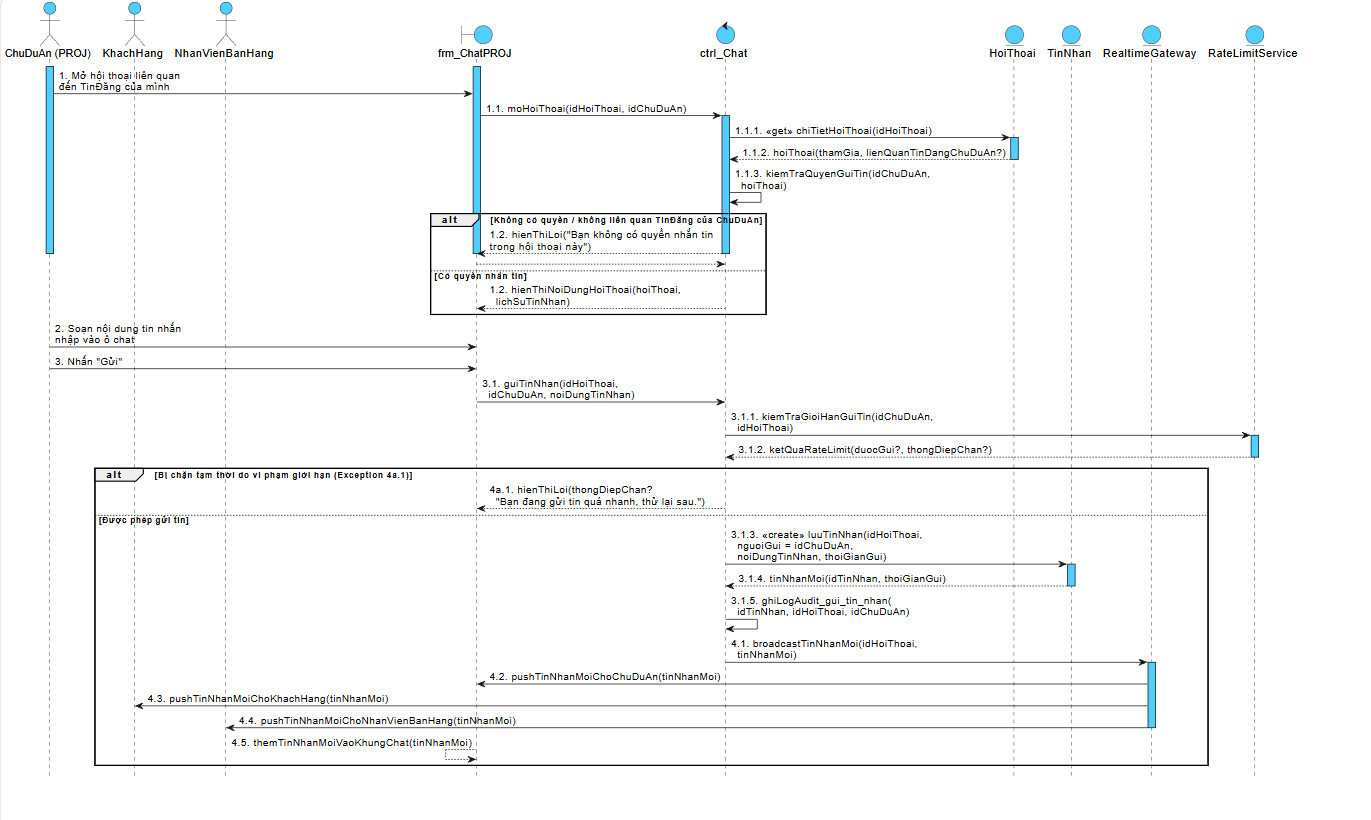 ChuDuAn (PROJ)
KhachHang
NhanVienBanHang
frm_ChatPROJ
ctrl_Chat
HoiThoai
TinNhan
RealtimeGateway
RateLimitService
1. Mở hội thoại liên quan
đến TinĐăng của mình
1.1. moHoiThoai(idHoiThoai, idChuDuAn)
1.1.1. «get» chiTietHoiThoai(idHoiThoai)
1.1.2. hoiThoai(thamGia, lienQuanTinDangChuDuAn?)
1.1.3. kiemTraQuyenGuiTin(idChuDuAn,
hoiThoai)
alt
[Không có quyền / không liên quan TinĐăng của ChuDuAn]
1.2. hienThiLoi("Bạn không có quyền nhắn tin
trong hội thoại này")
[Có quyền nhắn tin]
1.2. hienThiNoiDungHoiThoai(hoiThoai,
lichSuTinNhan)
2. Soạn nội dung tin nhắn
nhập vào ô chat
3. Nhấn "Gửi"
3.1. guiTinNhan(idHoiThoai,
idChuDuAn, noiDungTinNhan)
3.1.1. kiemTraGioiHanGuiTin(idChuDuAn,
idHoiThoai)
3.1.2. ketQuaRateLimit(duocGui?, thongDiepChan?)
alt
[Bị chặn tạm thời do vi phạm giới hạn (Exception 4a.1)]
4a.1. hienThiLoi(thongDiepChan?
"Bạn đang gửi tin quá nhanh, thử lại sau.")
[Được phép gửi tin]
3.1.3. «create» luuTinNhan(idHoiThoai,
nguoiGui = idChuDuAn,
noiDungTinNhan, thoiGianGui)
3.1.4. tinNhanMoi(idTinNhan, thoiGianGui)
3.1.5. ghiLogAudit_gui_tin_nhan(
idTinNhan, idHoiThoai, idChuDuAn)
4.1. broadcastTinNhanMoi(idHoiThoai,
tinNhanMoi)
4.2. pushTinNhanMoiChoChuDuAn(tinNhanMoi)
4.3. pushTinNhanMoiChoKhachHang(tinNhanMoi)
4.4. pushTinNhanMoiChoNhanVienBanHang(tinNhanMoi)
4.5. themTinNhanMoiVaoKhungChat(tinNhanMoi)